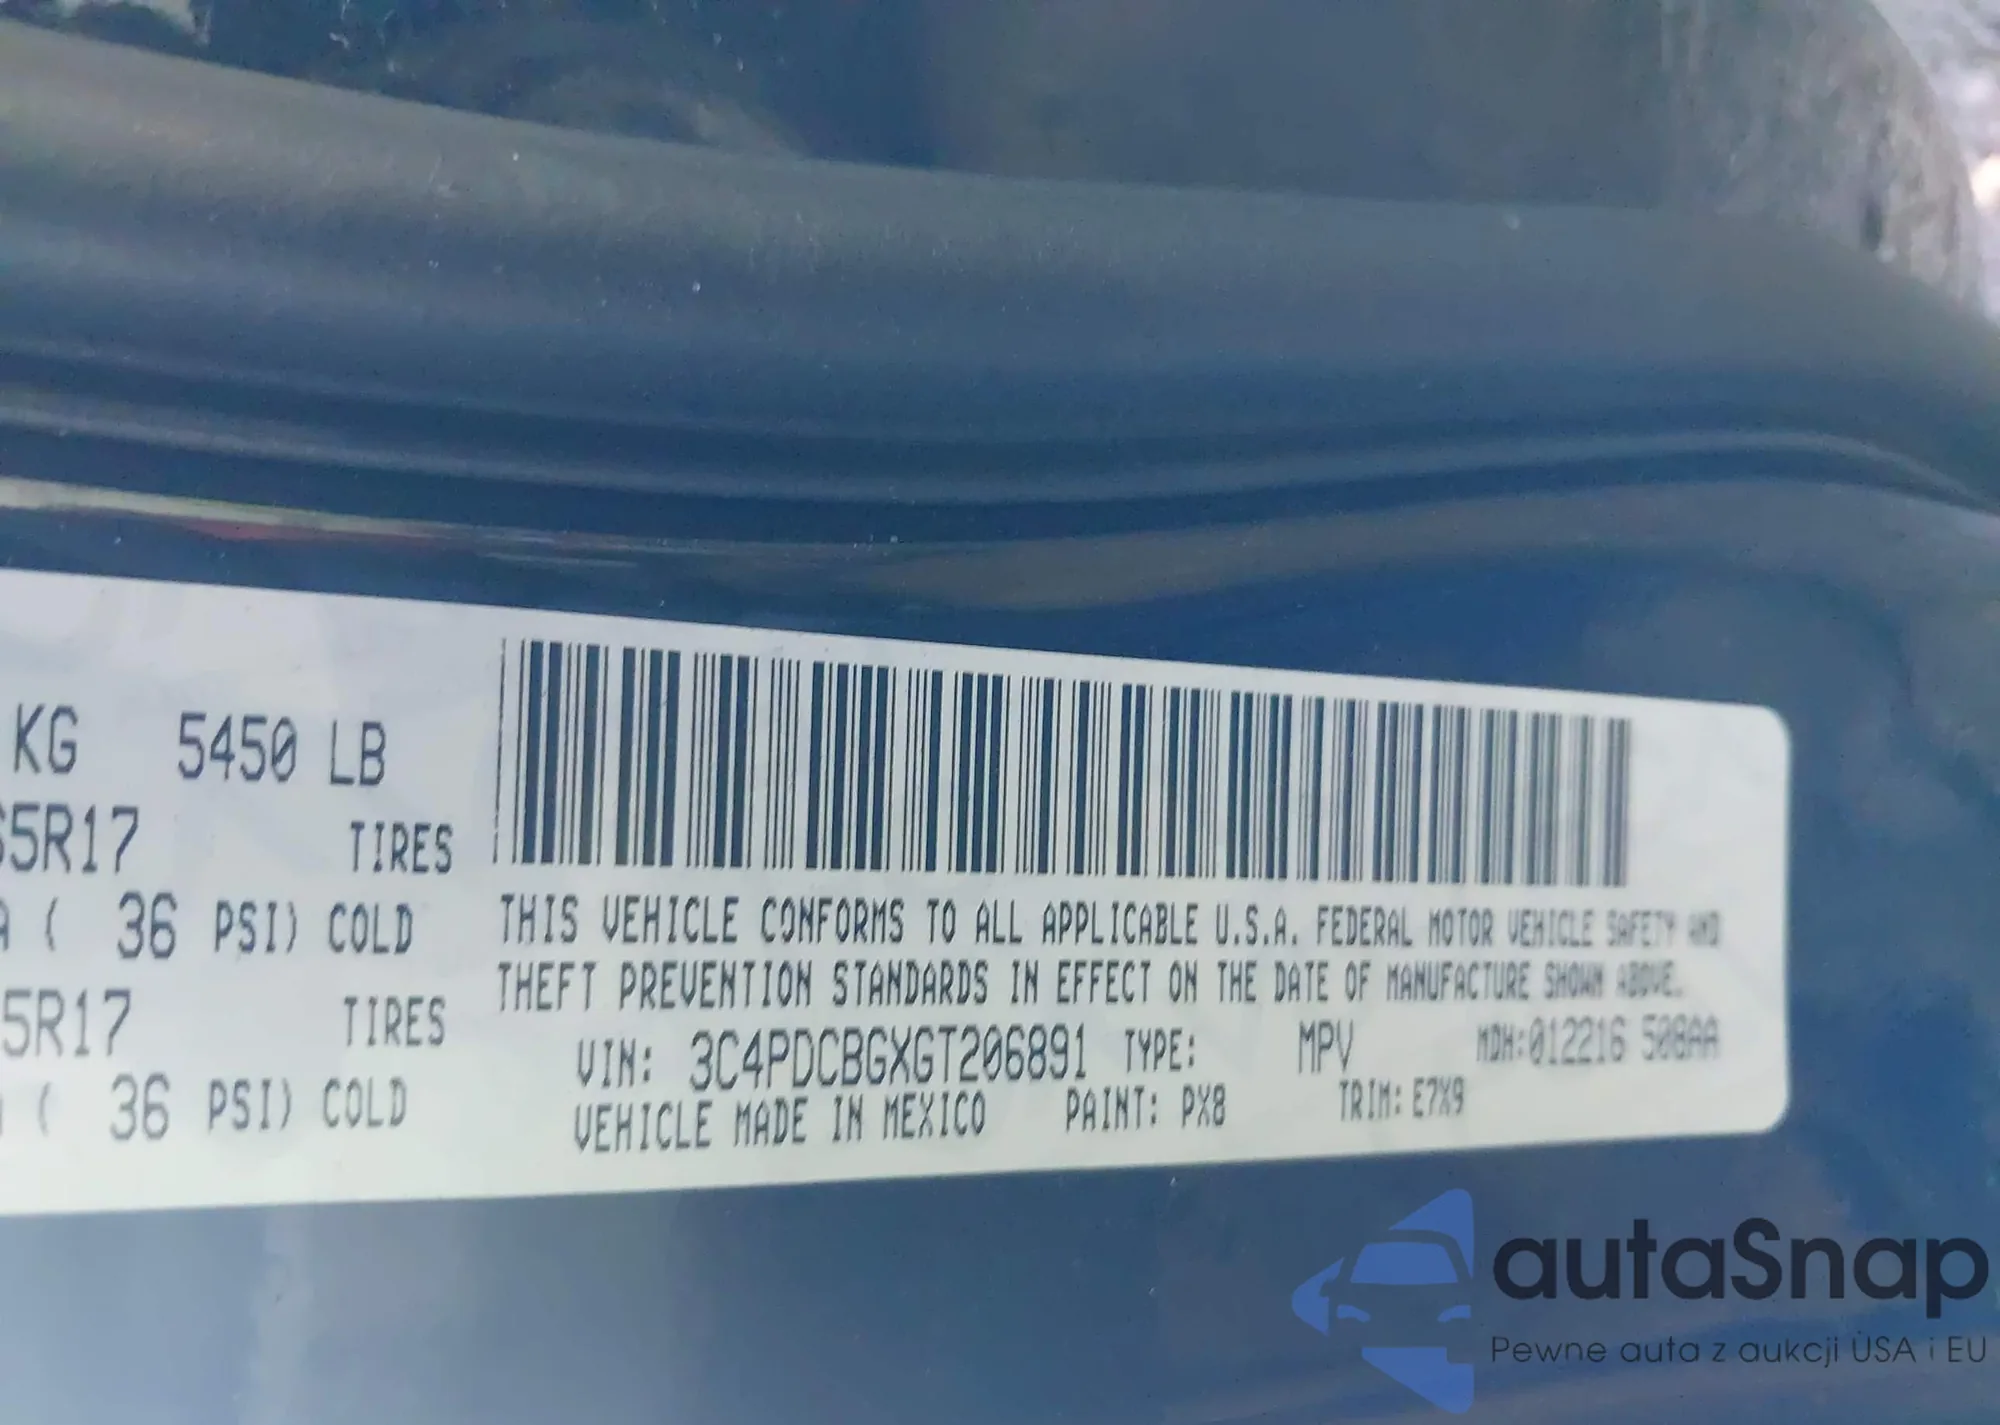 KG 5450 LB
5R17 TIRES
( 36 PSI) COLD
5R17 TIRES
( 36 PSI) COLD
THIS VEHICLE CONFORMS TO ALL APPLICABLE U.S.A. FEDERAL MOTOR VEHICLE SAFETY AND
THEFT PREVENTION STANDARDS IN EFFECT ON THE DATE OF MANUFACTURE SHOWN ABOVE.
VIN: 3C4PDCBGXGT206891 TYPE: MPV MDH:012216 508AA
VEHICLE MADE IN MEXICO PAINT: PX8 TRIM: E7X9
autaSnap
Pewne auta z aukcji USA i EU